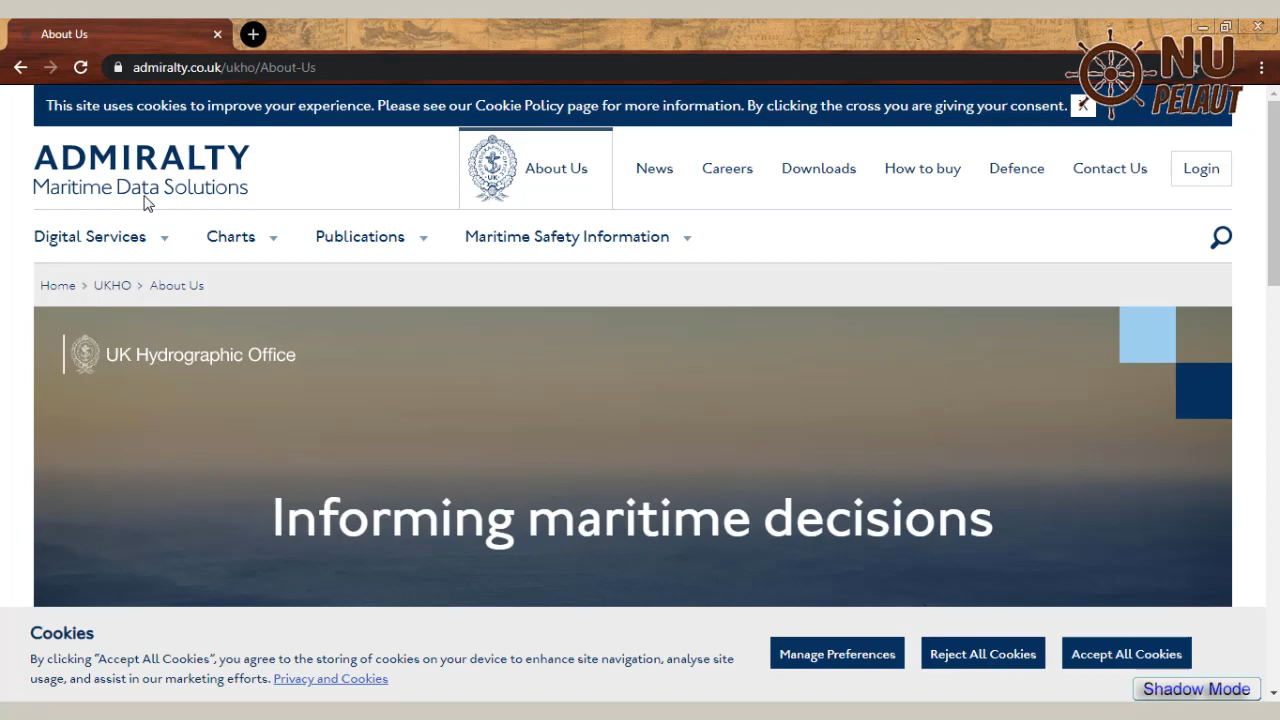 About Us
NU
PELAUT
admiralty.co.uk/ukho/About-Us
This site uses cookies to improve your experience. Please see our Cookie Policy page for more information. By clicking the cross you are giving your consent.
ADMIRALTY
Maritime Data Solutions
About Us
News
Careers
Downloads
How to buy
Defence
Contact Us
Login
Digital Services
Charts
Publications
Maritime Safety Information
Home > UKHO > About Us
UK Hydrographic Office
Informing maritime decisions
Cookies
By clicking “Accept All Cookies”, you agree to the storing of cookies on your device to enhance site navigation, analyse site
usage, and assist in our marketing efforts. Privacy and Cookies
Manage Preferences
Reject All Cookies
Accept All Cookies
Shadow Mode